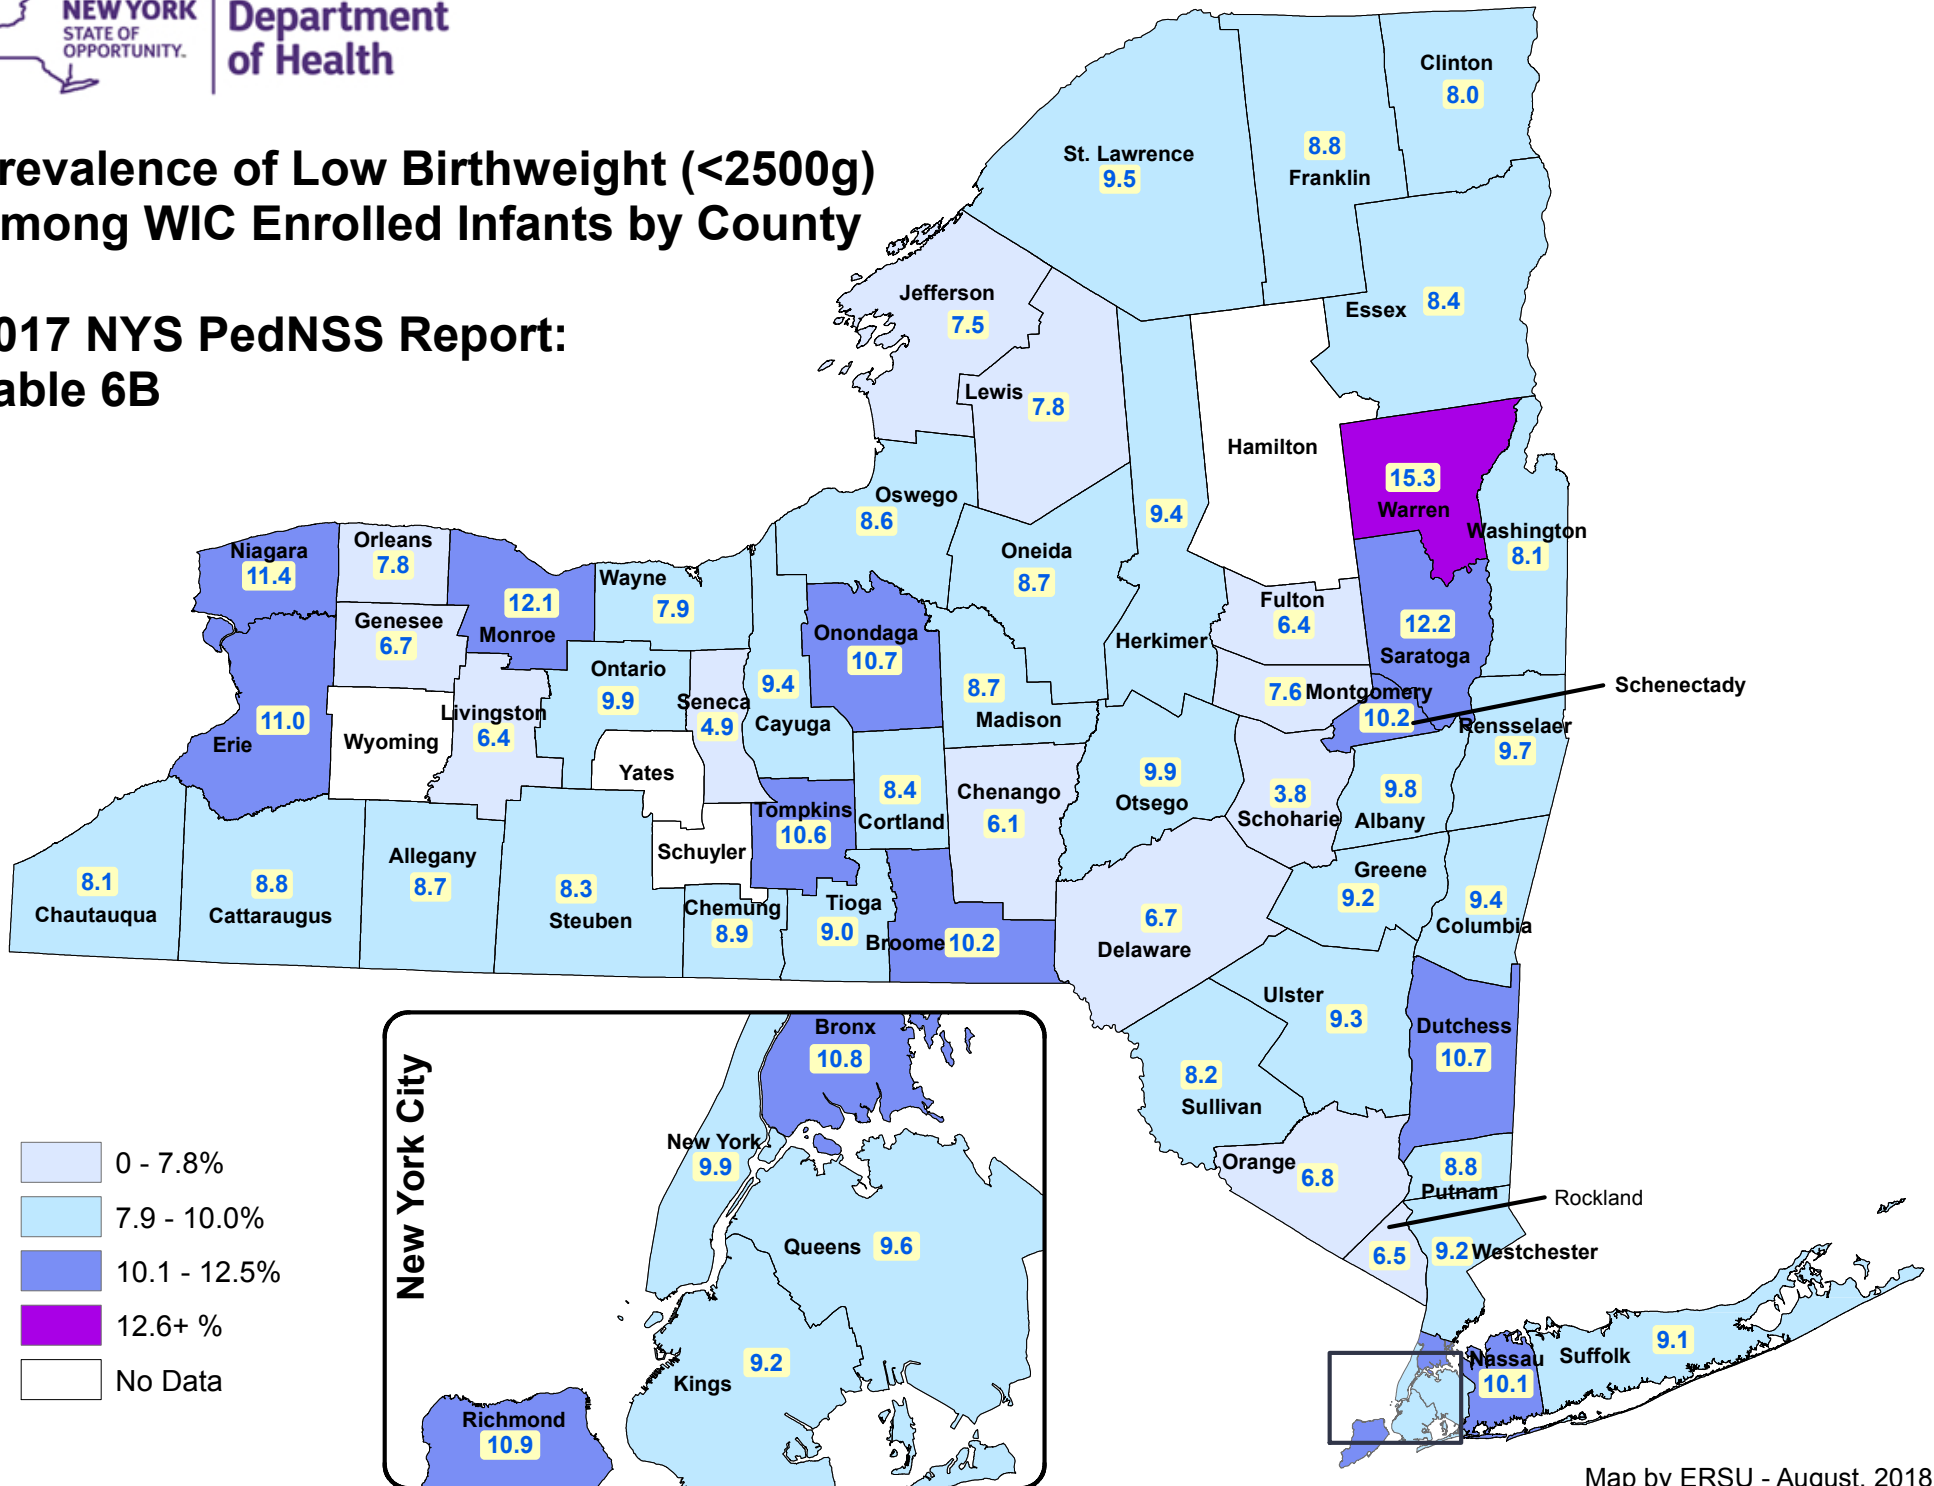 NEW YORK
STATE OF
OPPORTUNITY.
Department
of Health
revalence of Low Birthweight (<2500g)
mong WIC Enrolled Infants by County
017 NYS PedNSS Report:
able 6B
Clinton
8.0
St. Lawrence
9.5
8.8
Franklin
Essex 8.4
Jefferson
7.5
Lewis 7.8
Hamilton
15.3
Warren
Washington
8.1
Oswego
8.6
9.4
Herkimer
Oneida
8.7
Niagara
11.4
Orleans
7.8
12.1
Monroe
Wayne
7.9
Genesee
6.7
Onondaga
10.7
Fulton
6.4
12.2
Saratoga
Ontario
9.9
Seneca
4.9
9.4
Cayuga
8.7
Madison
7.6 Montgomery
10.2
Schenectady
Rensselaer
9.7
11.0
Erie
Wyoming
Livingston
6.4
Yates
9.9
Otsego
3.8
Schoharie
9.8
Albany
Tompkins
10.6
8.4
Cortland
Chenango
6.1
Schuyler
8.1
Chautauqua
8.8
Cattaraugus
Allegany
8.7
8.3
Steuben
Chemung
8.9
Tioga
9.0
Broome 10.2
6.7
Delaware
Greene
9.2
9.4
Columbia
Ulster
9.3
Dutchess
10.7
8.2
Sullivan
Orange 6.8
8.8
Putnam
Rockland
6.5
9.2 Westchester
Nassau
10.1
Suffolk 9.1
New York City
Bronx
10.8
New York
9.9
Queens 9.6
9.2
Kings
Richmond
10.9
0 - 7.8%
7.9 - 10.0%
10.1 - 12.5%
12.6+ %
No Data
Map by ERSU - August, 2018